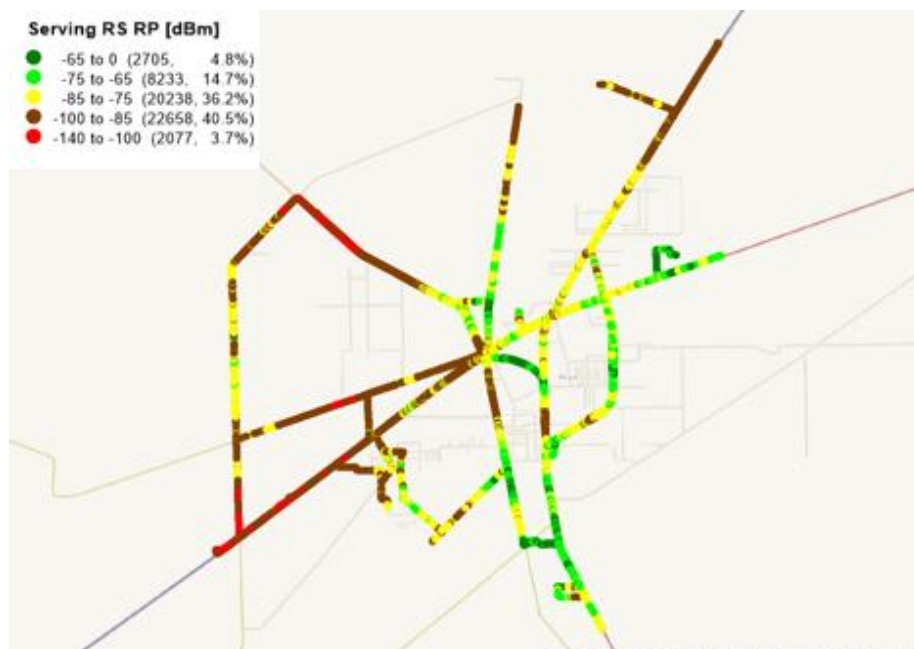 Serving RS RP [dBm]
-65 to 0 (2705, 4.8%)
-75 to -65 (8233, 14.7%)
-85 to -75 (20238, 36.2%)
-100 to -85 (22658, 40.5%)
-140 to -100 (2077, 3.7%)